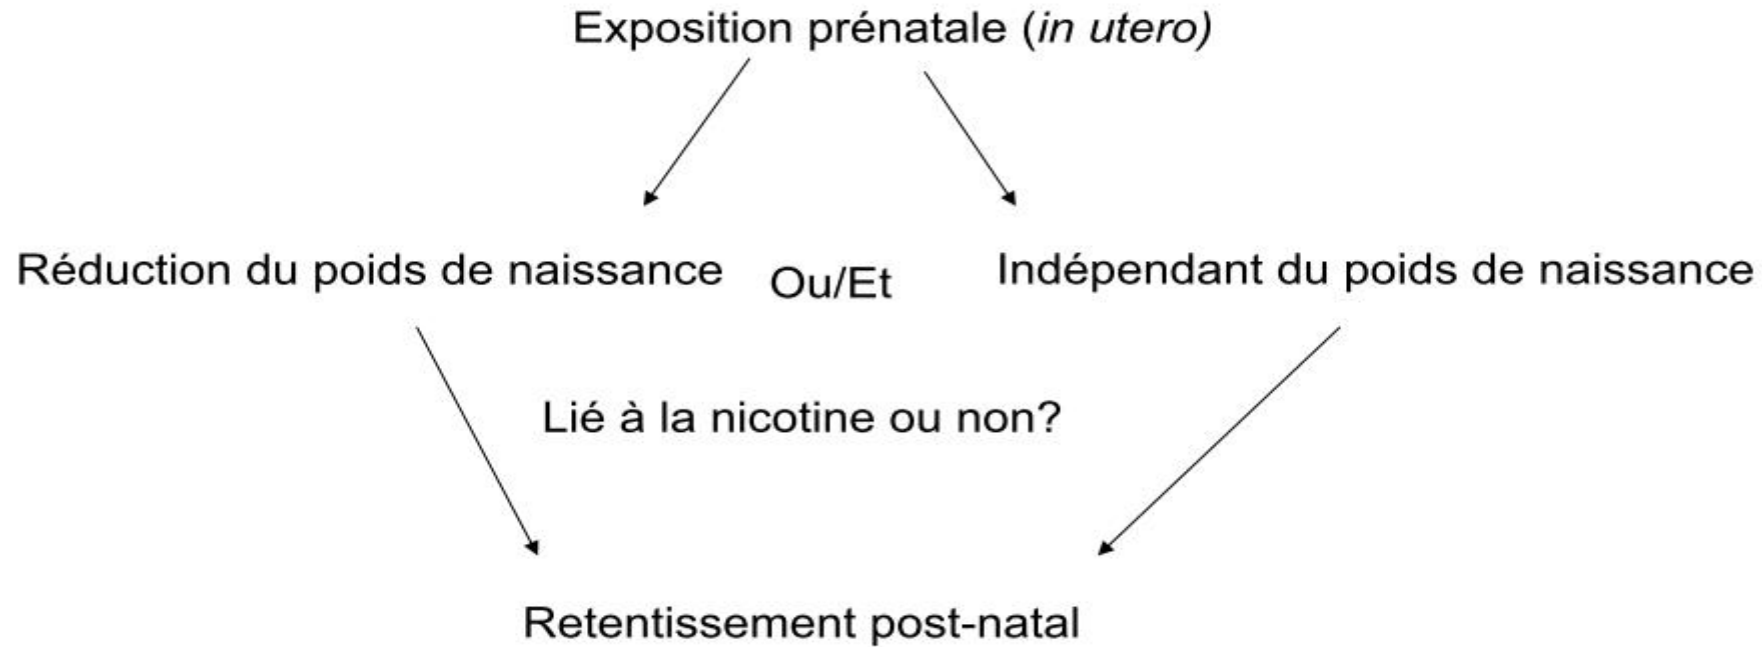 Exposition prénatale (in utero)
Réduction du poids de naissance
Ou/Et
Indépendant du poids de naissance
Lié à la nicotine ou non?
Retentissement post-natal